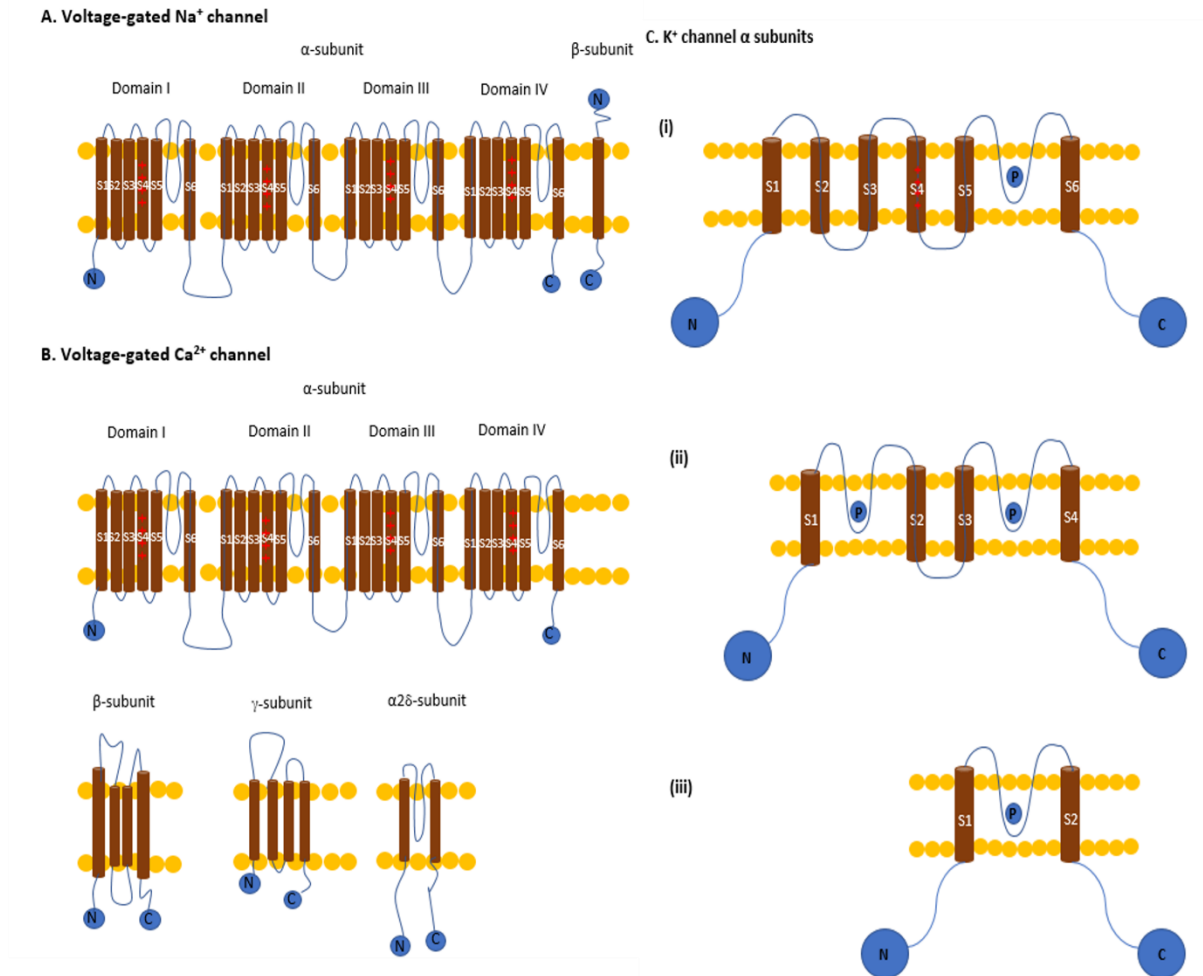 A. Voltage-gated Na⁺ channel
α-subunit
β-subunit
Domain I Domain II Domain III Domain IV
N
S1 S2 S3 S4 S5 S6 S1 S2 S3 S4 S5 S6 S1 S2 S3 S4 S5 S6 S1 S2 S3 S4 S5 S6
N C C
B. Voltage-gated Ca²⁺ channel
α-subunit
Domain I Domain II Domain III Domain IV
S1 S2 S3 S4 S5 S6 S1 S2 S3 S4 S5 S6 S1 S2 S3 S4 S5 S6 S1 S2 S3 S4 S5 S6
N C
β-subunit γ-subunit α2δ-subunit
N C N C N C
C. K⁺ channel α subunits
(i)
S1 S2 S3 S4 S5 P S6
N C
(ii)
S1 P S2 S3 P S4
N C
(iii)
S1 P S2
N C